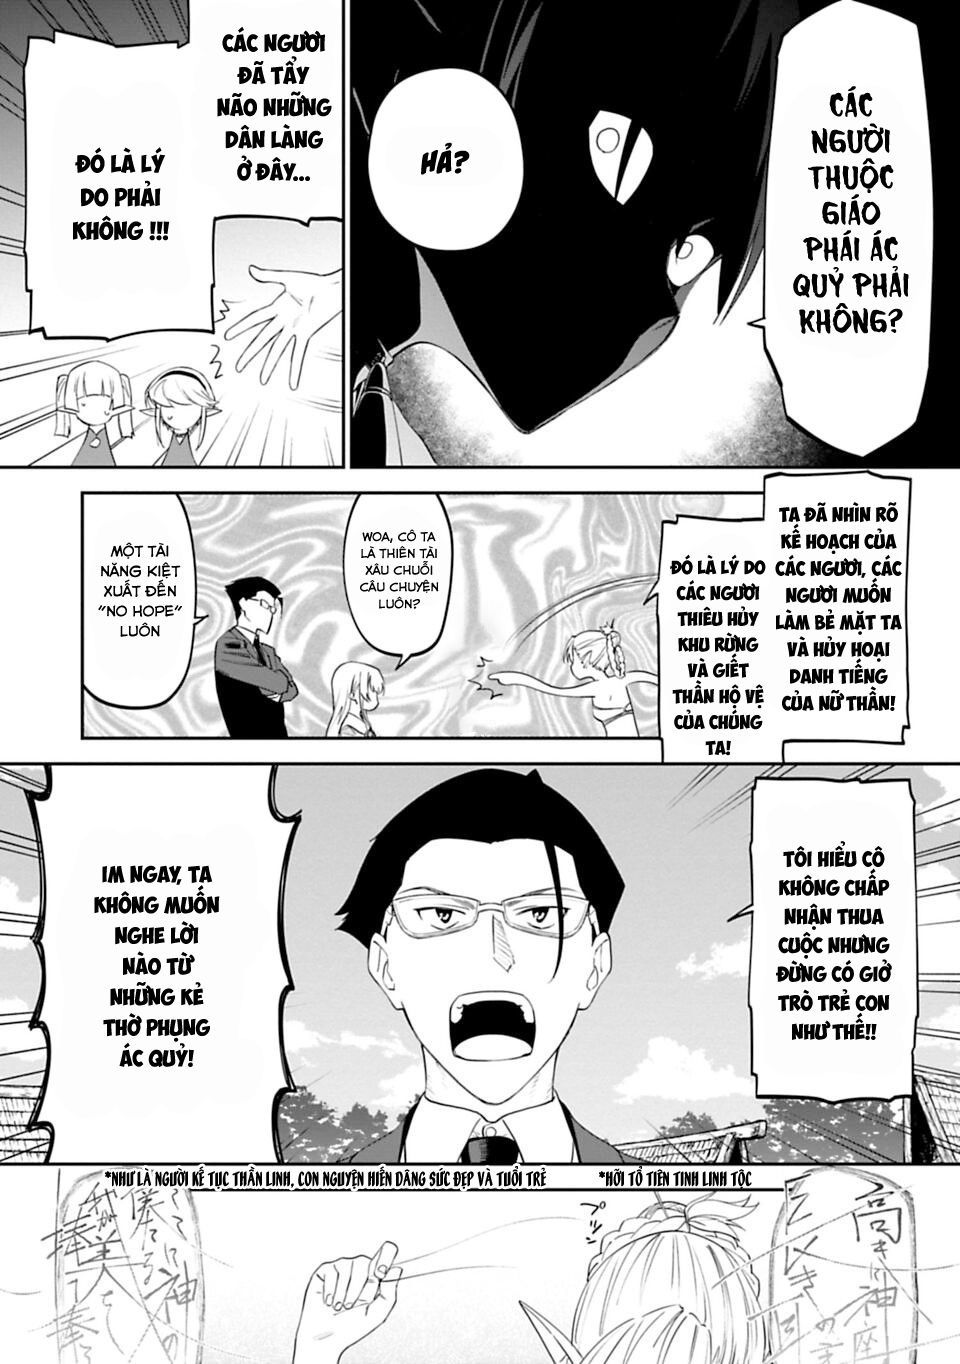 CÁC
NGƯỜI
THUỘC
GIÁO
PHÁI ÁC
QUỶ PHẢI
KHÔNG?
HẢ?
CÁC NGƯƠI
ĐÃ TẨY
NÃO NHỮNG
DÂN LÀNG
Ở ĐÂY...
ĐÓ LÀ LÝ
DO PHẢI
KHÔNG !!!
TA ĐÃ NHÌN RÕ
KẾ HOẠCH CỦA
CÁC NGƯƠI, CÁC
NGƯƠI MUỐN
LÀM BẺ MẶT TA
VÀ HỦY HOẠI
DANH TIẾNG
CỦA NỮ THẦN!
ĐÓ LÀ LÝ DO
CÁC NGƯƠI
THIÊU HỦY
KHU RỪNG
VÀ GIẾT
THẦN HỘ VỆ
CỦA CHÚNG
TA!
WOA, CÔ TA
LÀ THIÊN TÀI
XÂU CHUỖI
CÂU CHUYỆN
LUÔN?
MỘT TÀI
NĂNG KIỆT
XUẤT ĐẾN
"NO HOPE"
LUÔN
TÔI HIỂU CÔ
KHÔNG CHẤP
NHẬN THUA
CUỘC NHƯNG
ĐỪNG CÓ GIỞ
TRÒ TRẺ CON
NHƯ THẾ!!
IM NGAY, TA
KHÔNG MUỐN
NGHE LỜI
NÀO TỪ
NHỮNG KẺ
THỜ PHỤNG
ÁC QUỶ!
*HỠI TỔ TIÊN TINH LINH TỘC
*NHƯ LÀ NGƯỜI KẾ TỤC THẦN LINH, CON NGUYỆN HIẾN DÂNG SỨC ĐẸP VÀ TUỔI TRẺ